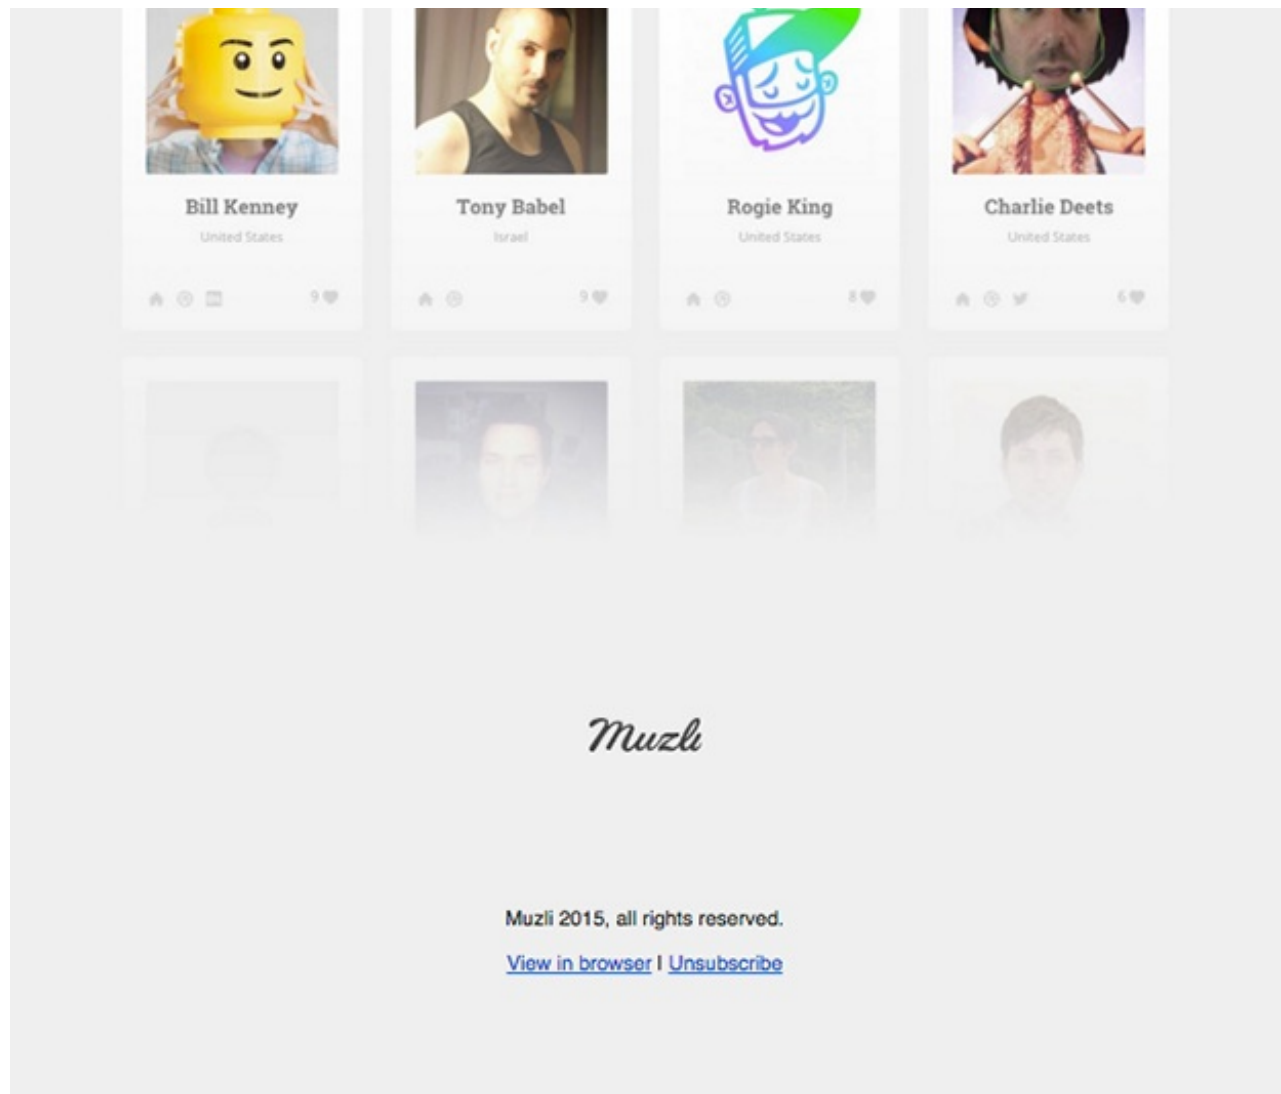 Bill Kenney
United States
9
Tony Babel
Israel
9
Rogie King
United States
8
Charlie Deets
United States
6
Muzli
Muzli 2015, all rights reserved.
View in browser | Unsubscribe